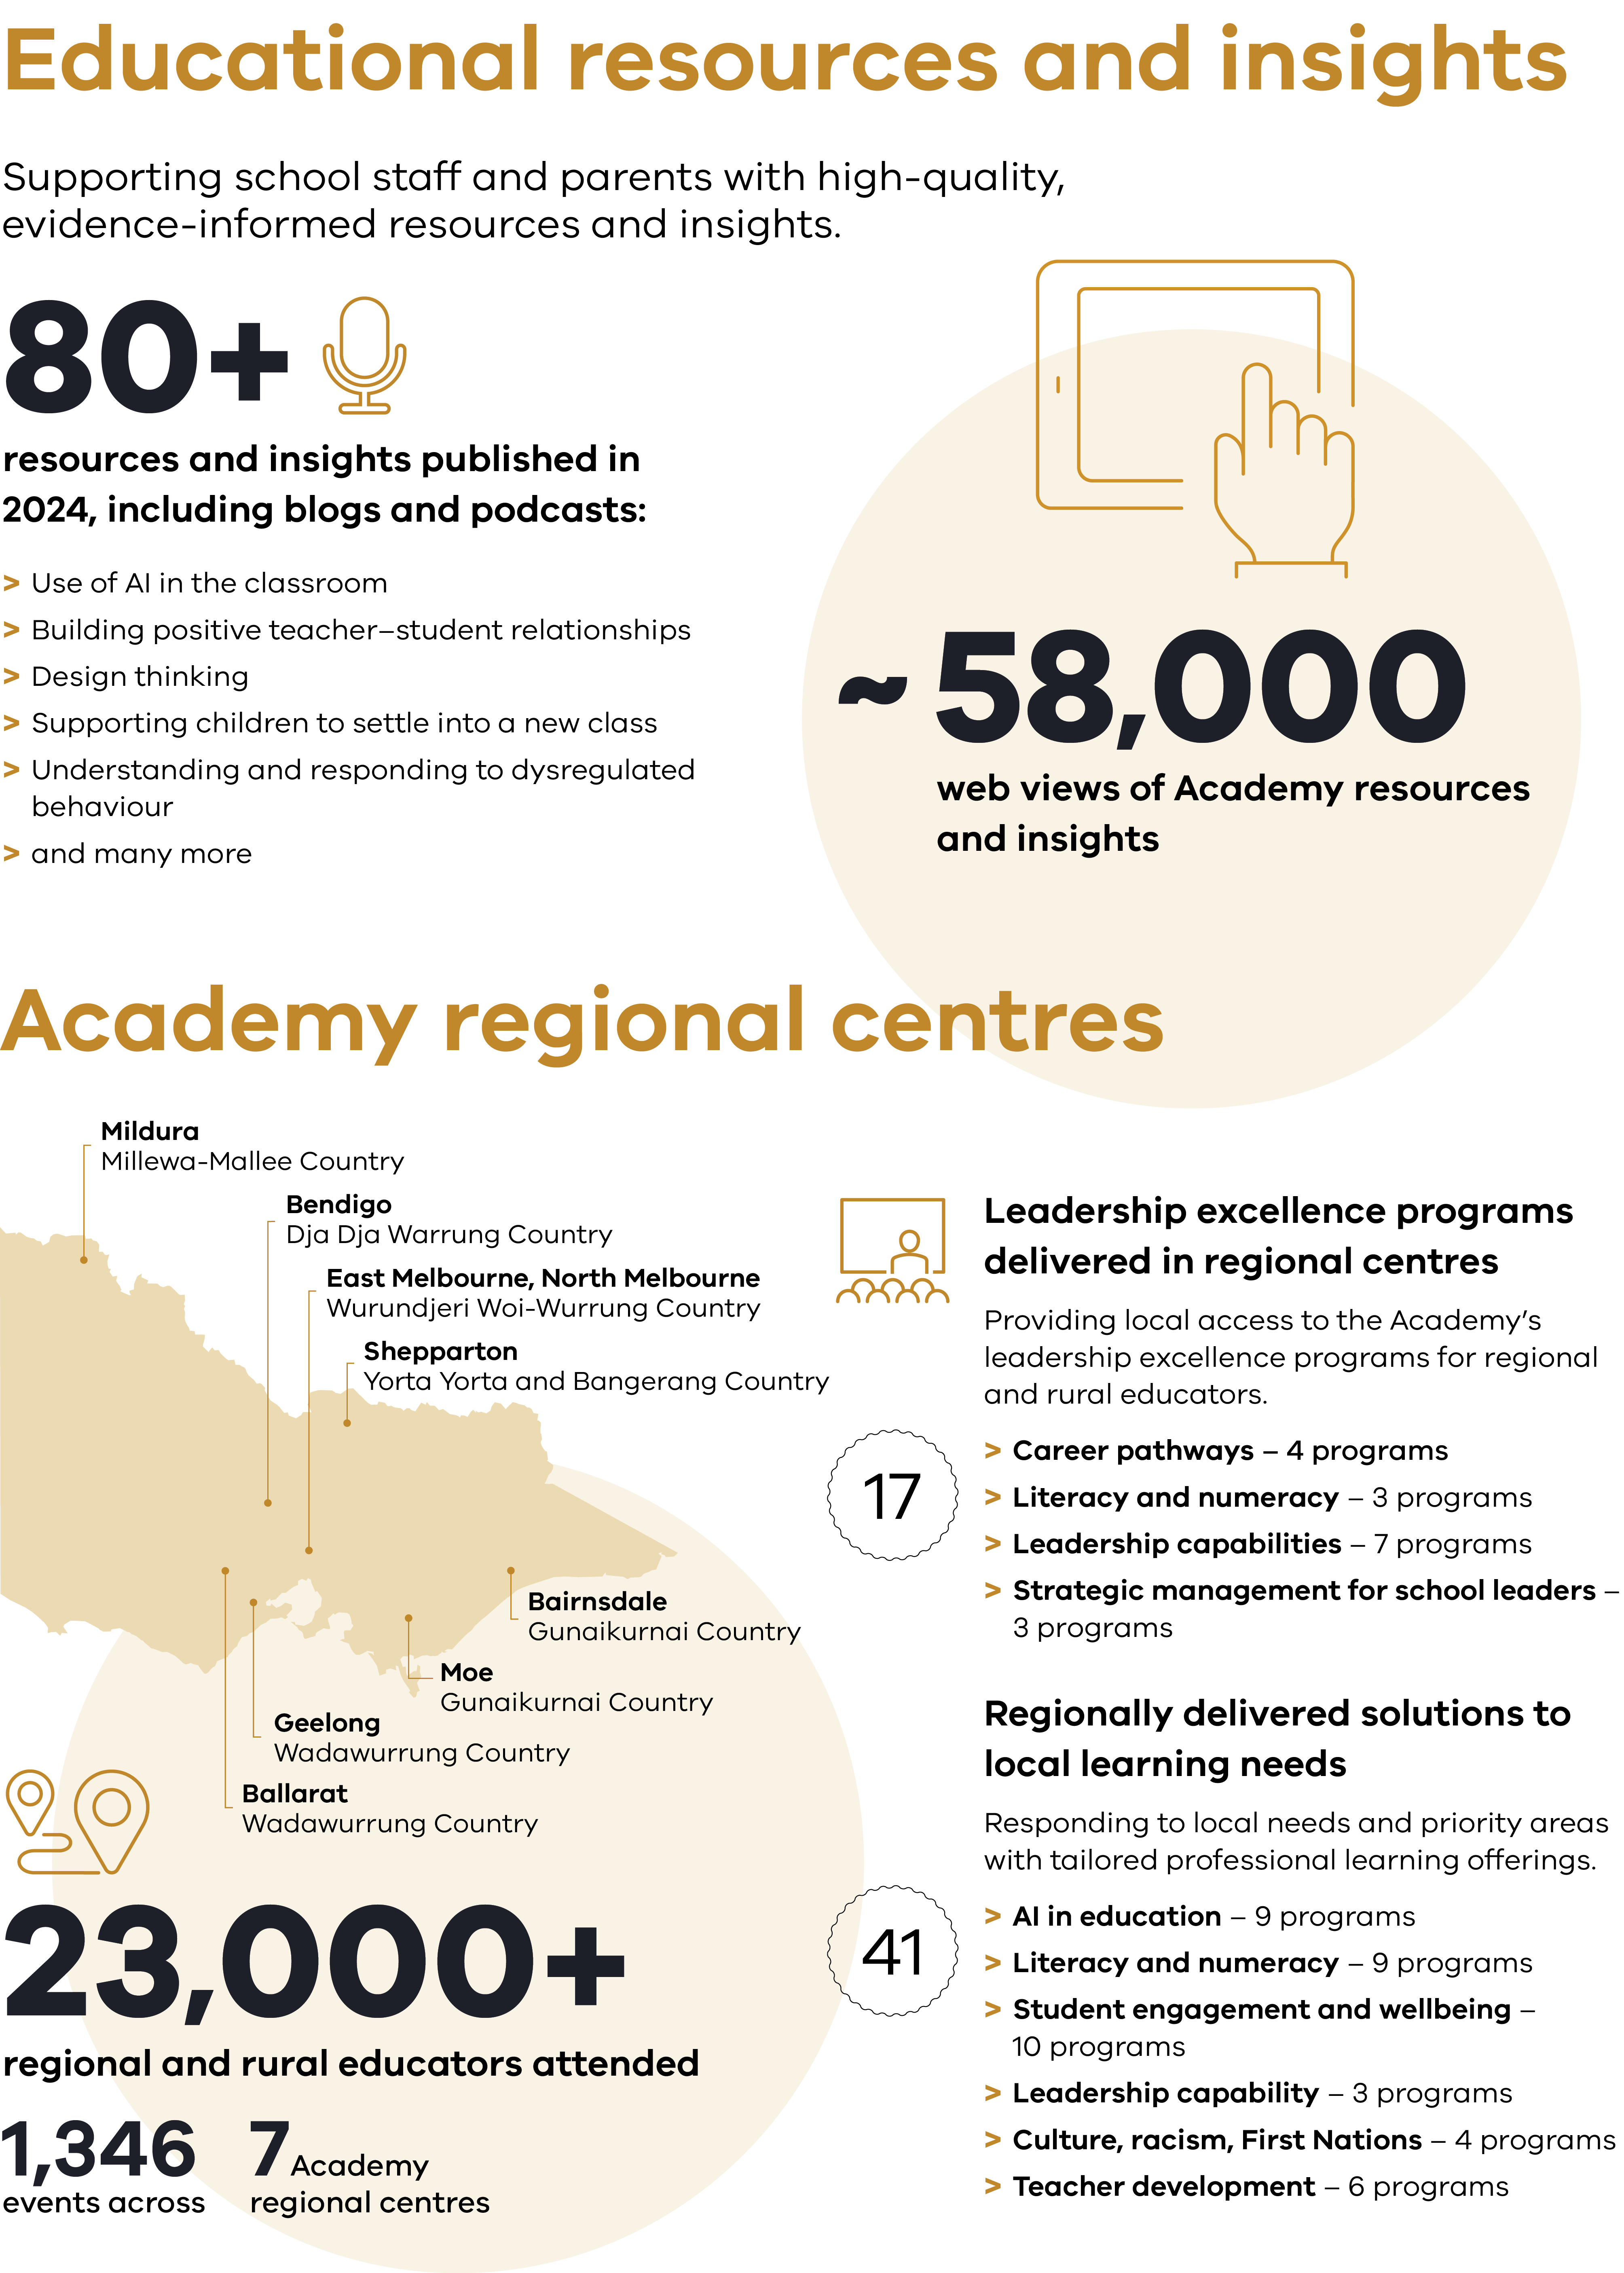 Educational resources and insights
Supporting school staff and parents with high-quality,
evidence-informed resources and insights.
80+
resources and insights published in
2024, including blogs and podcasts:
> Use of AI in the classroom
> Building positive teacher–student relationships
> Design thinking
> Supporting children to settle into a new class
> Understanding and responding to dysregulated
behaviour
> and many more
~58,000
web views of Academy resources
and insights
Academy regional centres
Mildura
Millewa-Mallee Country
Bendigo
Dja Dja Warrung Country
East Melbourne, North Melbourne
Wurundjeri Woi-Wurrung Country
Shepparton
Yorta Yorta and Bangerang Country
Bairnsdale
Gunaikurnai Country
Moe
Gunaikurnai Country
Geelong
Wadawurrung Country
Ballarat
Wadawurrung Country
23,000+
regional and rural educators attended
1,346
events across
7 Academy
regional centres
Leadership excellence programs
delivered in regional centres
Providing local access to the Academy's
leadership excellence programs for regional
and rural educators.
17
> Career pathways – 4 programs
> Literacy and numeracy – 3 programs
> Leadership capabilities – 7 programs
> Strategic management for school leaders –
3 programs
Regionally delivered solutions to
local learning needs
Responding to local needs and priority areas
with tailored professional learning offerings.
41
> AI in education – 9 programs
> Literacy and numeracy – 9 programs
> Student engagement and wellbeing –
10 programs
> Leadership capability – 3 programs
> Culture, racism, First Nations – 4 programs
> Teacher development – 6 programs